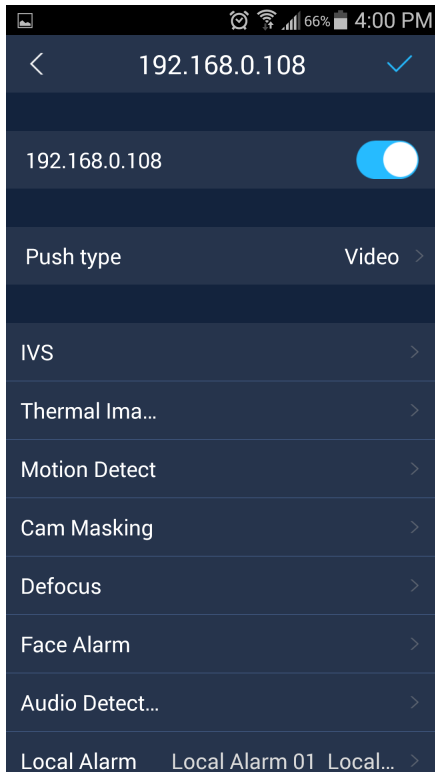 66% 4:00 PM
192.168.0.108
192.168.0.108
Push type Video
IVS
Thermal Ima...
Motion Detect
Cam Masking
Defocus
Face Alarm
Audio Detect...
Local Alarm Local Alarm 01 Local...